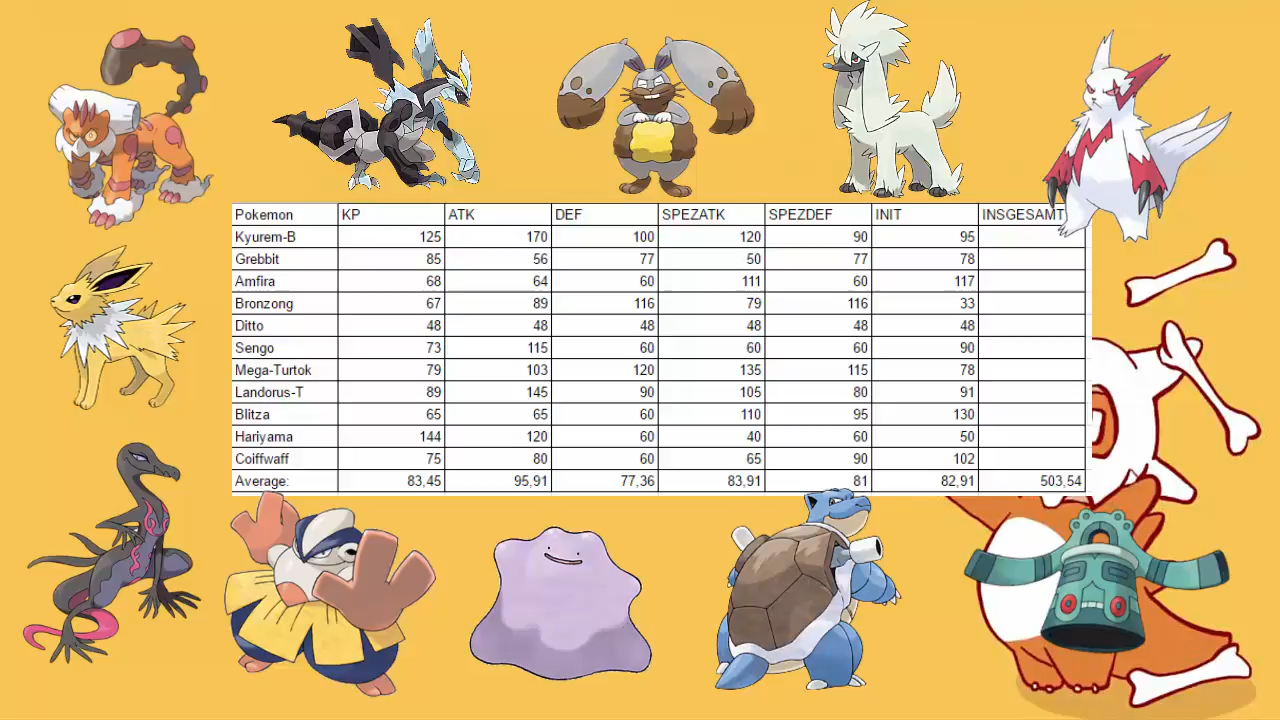 Pokemon KP ATK DEF SPEZATK SPEZDEF INIT INSGESAMT
Kyurem-B 125 170 100 120 90 95
Grebbit 85 56 77 50 77 78
Amfira 68 64 60 111 60 117
Bronzong 67 89 116 79 116 33
Ditto 48 48 48 48 48 48
Sengo 73 115 60 60 60 90
Mega-Turtok 79 103 120 135 115 78
Landorus-T 89 145 90 105 80 91
Blitza 65 65 60 110 95 130
Hariyama 144 120 60 40 60 50
Coiffwaff 75 80 60 65 90 102
Average: 83,45 95,91 77,36 83,91 81 82,91 503,54